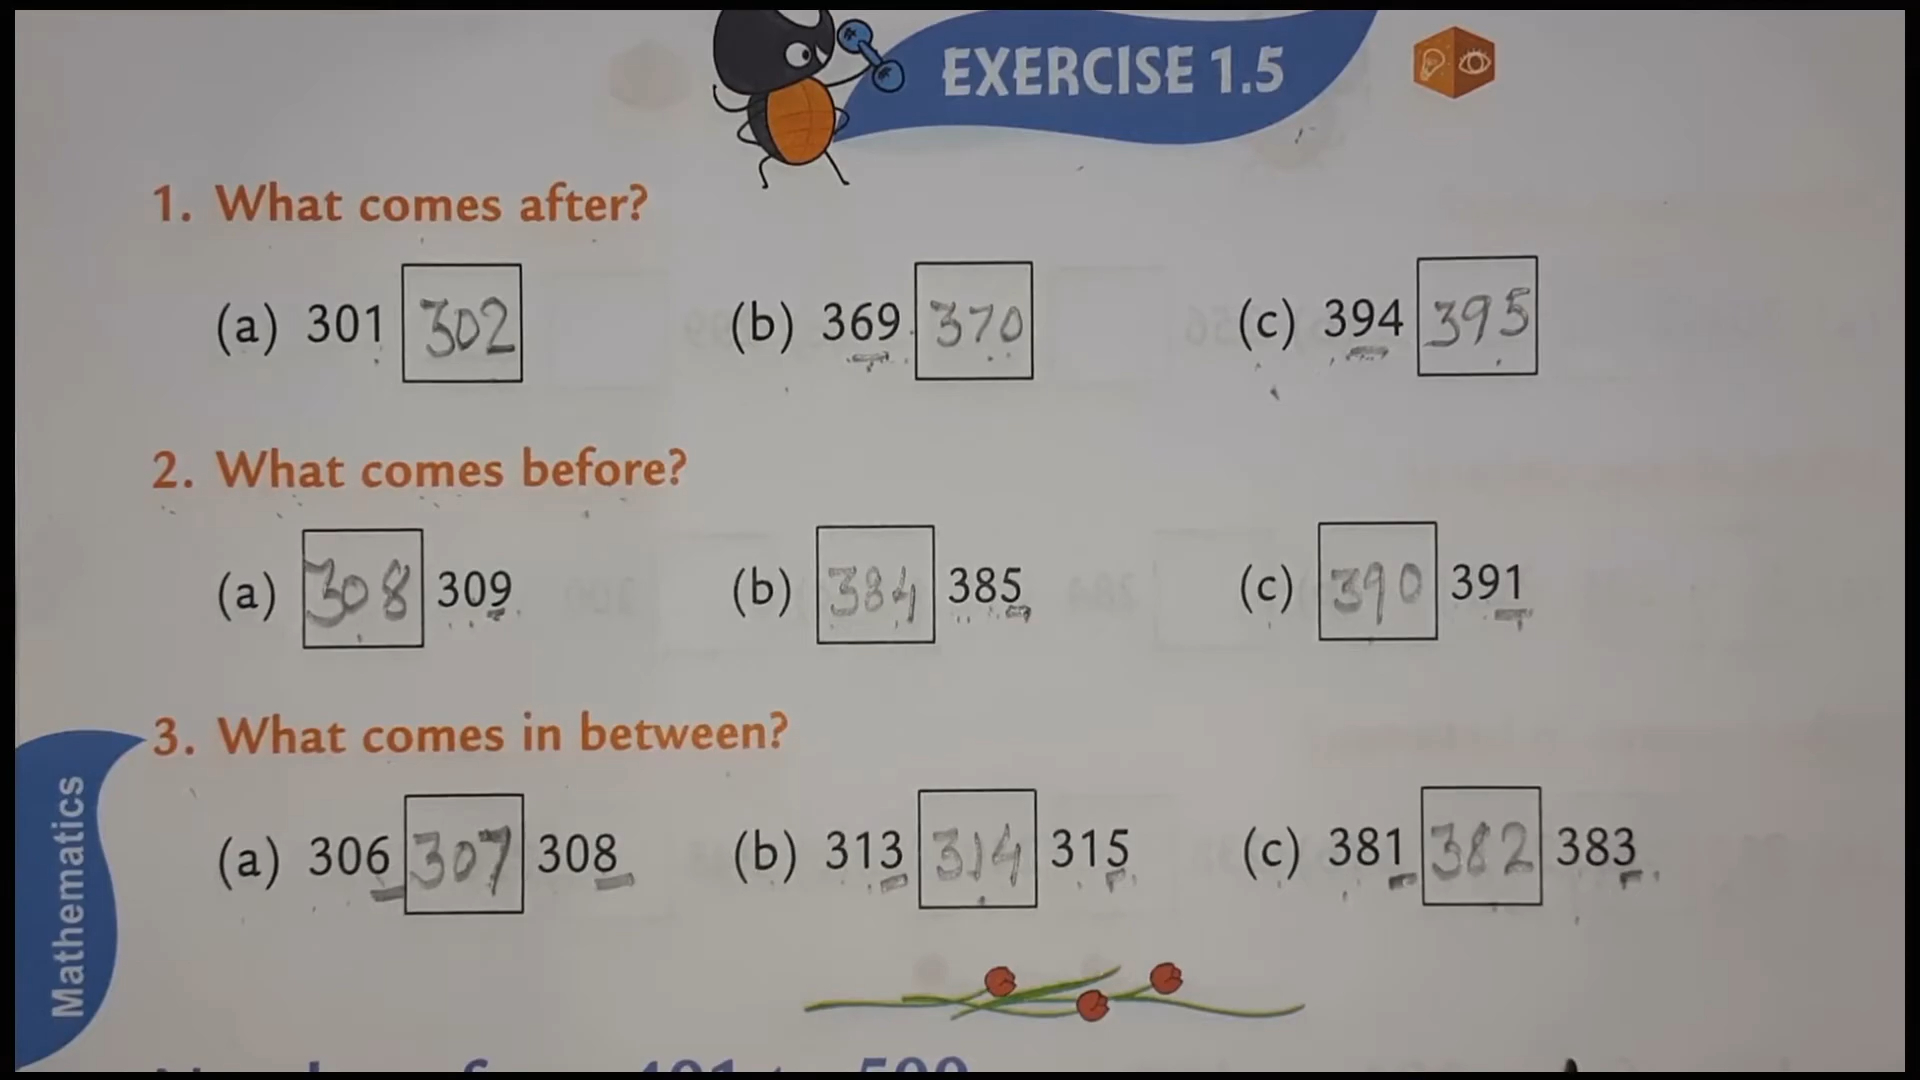 EXERCISE 1.5
1. What comes after?
(a) 301 302 (b) 369 370 (c) 394 395
2. What comes before?
(a) 308 309 (b) 384 385 (c) 390 391
3. What comes in between?
(a) 306 307 308 (b) 313 314 315 (c) 381 382 383
Mathematics